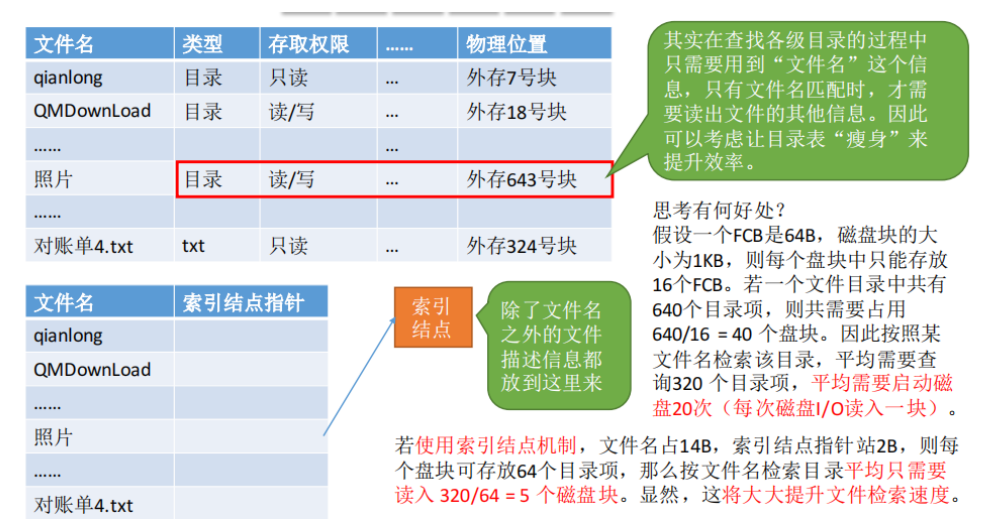 文件名 类型 存取权限 …… 物理位置
qianlong 目录 只读 … 外存7号块
QMDownLoad 目录 读/写 … 外存18号块
…… …
照片 目录 读/写 … 外存643号块
……
对账单4.txt txt 只读 … 外存324号块
其实在查找各级目录的过程中
只需要用到“文件名”这个信
息，只有文件名匹配时，才需
要读出文件的其他信息。因此
可以考虑让目录表“瘦身”来
提升效率。
文件名 索引结点指针
qianlong
QMDownLoad
……
照片
……
对账单4.txt
索引
结点
除了文件名
之外的文件
描述信息都
放到这里来
思考有何好处？
假设一个FCB是64B，磁盘块的大
小为1KB，则每个盘块中只能存放
16个FCB。若一个文件目录中共有
640个目录项，则共需要占用
640/16 = 40 个盘块。因此按照某
文件名检索该目录，平均需要查
询320 个目录项，平均需要启动磁
盘20次（每次磁盘I/O读入一块）。
若使用索引结点机制，文件名占14B，索引结点指针站2B，则每
个盘块可存放64个目录项，那么按文件名检索目录平均只需要
读入 320/64 = 5 个磁盘块。显然，这将大大提升文件检索速度。